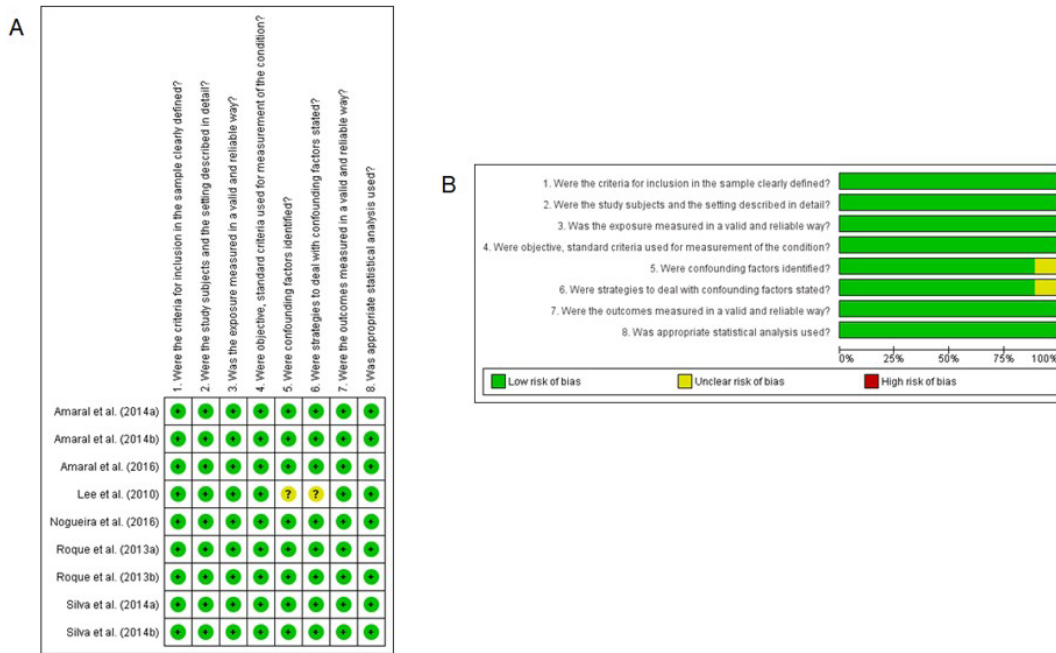 A
1. Were the criteria for inclusion in the sample clearly defined?
2. Were the study subjects and the setting described in detail?
3. Was the exposure measured in a valid and reliable way?
4. Were objective, standard criteria used for measurement of the condition?
5. Were confounding factors identified?
6. Were strategies to deal with confounding factors stated?
7. Were the outcomes measured in a valid and reliable way?
8. Was appropriate statistical analysis used?
Amaral et al. (2014a) + + + + + + + +
Amaral et al. (2014b) + + + + + + + +
Amaral et al. (2016) + + + + + + + +
Lee et al. (2010) + + + + ? ? + +
Nogueira et al. (2016) + + + + + + + +
Roque et al. (2013a) + + + + + + + +
Roque et al. (2013b) + + + + + + + +
Silva et al. (2014a) + + + + + + + +
Silva et al. (2014b) + + + + + + + +
B
1. Were the criteria for inclusion in the sample clearly defined?
2. Were the study subjects and the setting described in detail?
3. Was the exposure measured in a valid and reliable way?
4. Were objective, standard criteria used for measurement of the condition?
5. Were confounding factors identified?
6. Were strategies to deal with confounding factors stated?
7. Were the outcomes measured in a valid and reliable way?
8. Was appropriate statistical analysis used?
0% 25% 50% 75% 100%
Low risk of bias Unclear risk of bias High risk of bias